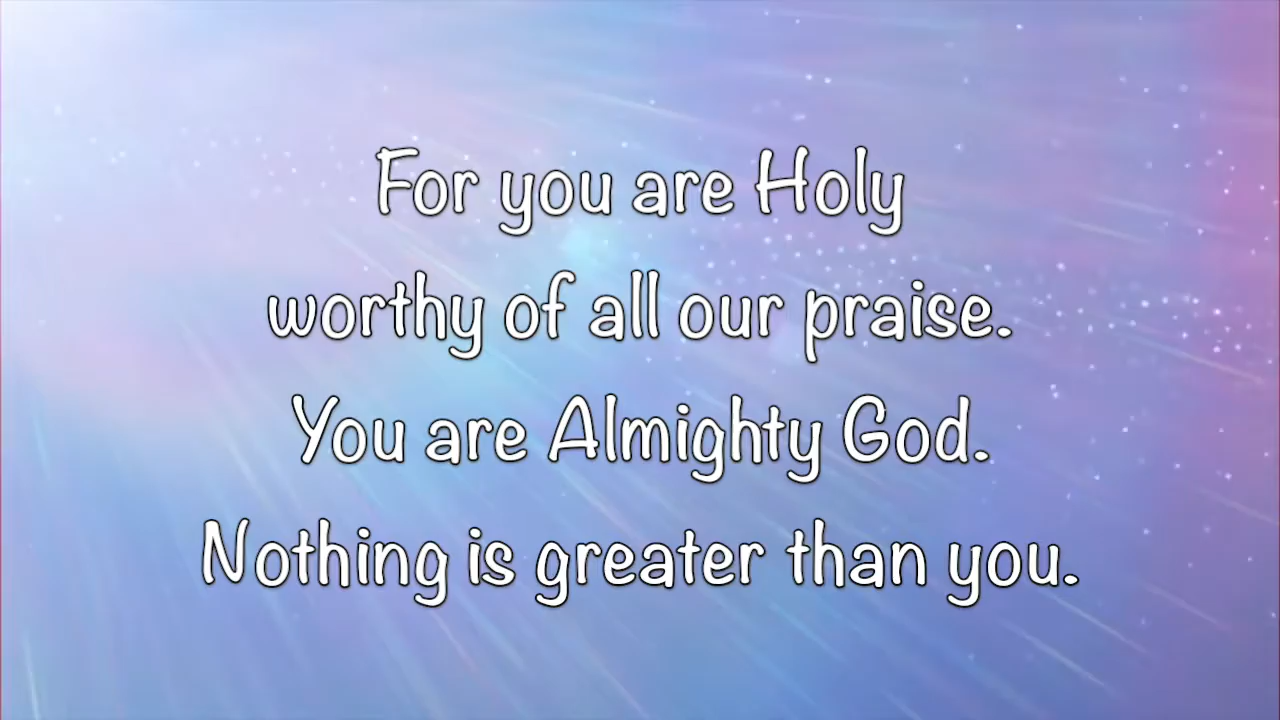 For you are Holy
worthy of all our praise.
You are Almighty God.
Nothing is greater than you.